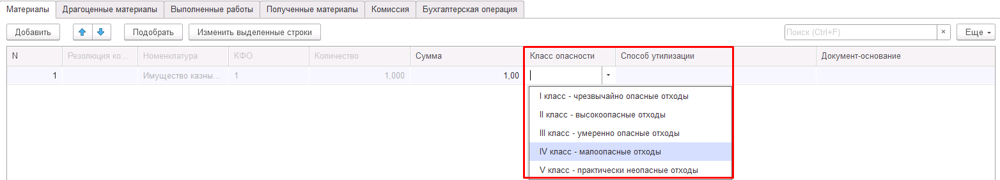 Материалы Драгоценные материалы Выполненные работы Полученные материалы Комиссия Бухгалтерская операция
Добавить Подобрать Изменить выделенные строки Поиск (Ctrl+F) × Еще
N Резолюция ко... Номенклатура КФО Количество Сумма Класс опасности Способ утилизации Документ-основание
1 Имущество казны... 1 1,000 1,00
I класс - чрезвычайно опасные отходы
II класс - высокоопасные отходы
III класс - умеренно опасные отходы
IV класс - малоопасные отходы
V класс - практически неопасные отходы